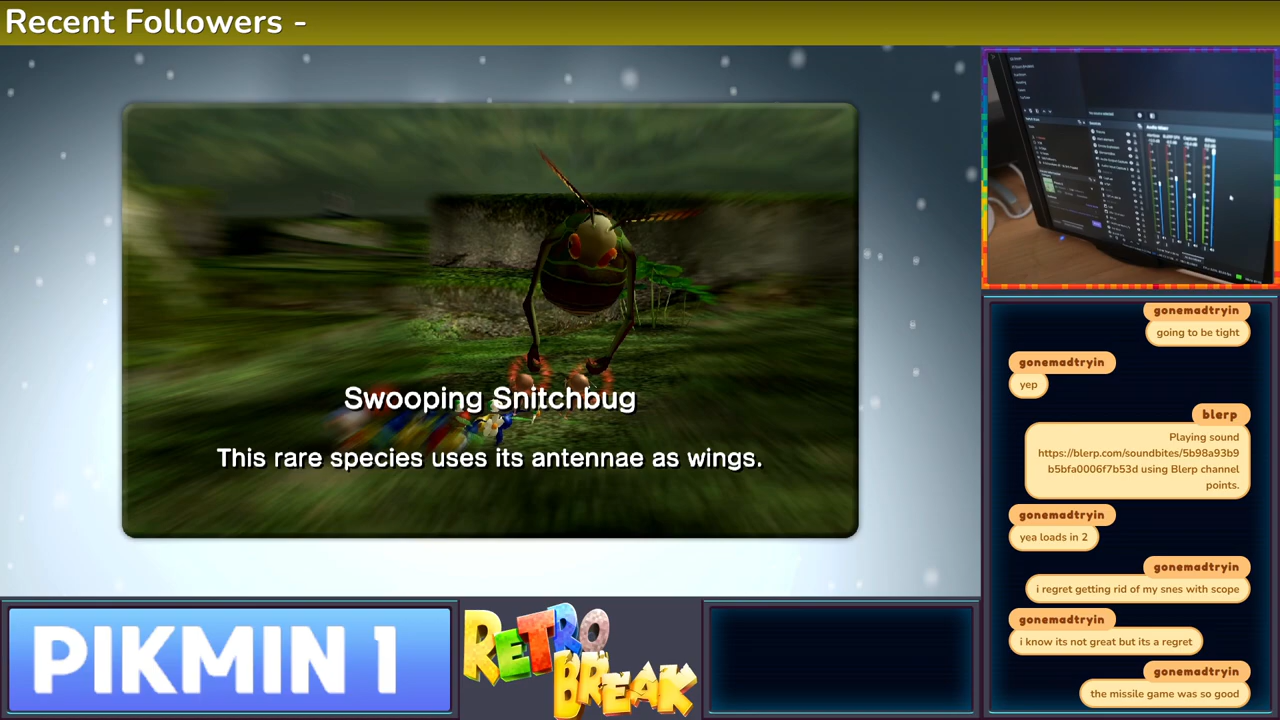 Recent Followers -
Swooping Snitchbug
This rare species uses its antennae as wings.
gonemadtryin
going to be tight
gonemadtryin
yep
blerp
Playing sound
https://blerp.com/soundbites/5b98a93b9
b5bfa0006f7b53d using Blerp channel
points.
gonemadtryin
yea loads in 2
gonemadtryin
i regret getting rid of my snes with scope
gonemadtryin
i know its not great but its a regret
gonemadtryin
the missile game was so good
PIKMIN 1
RETRO
BREAK